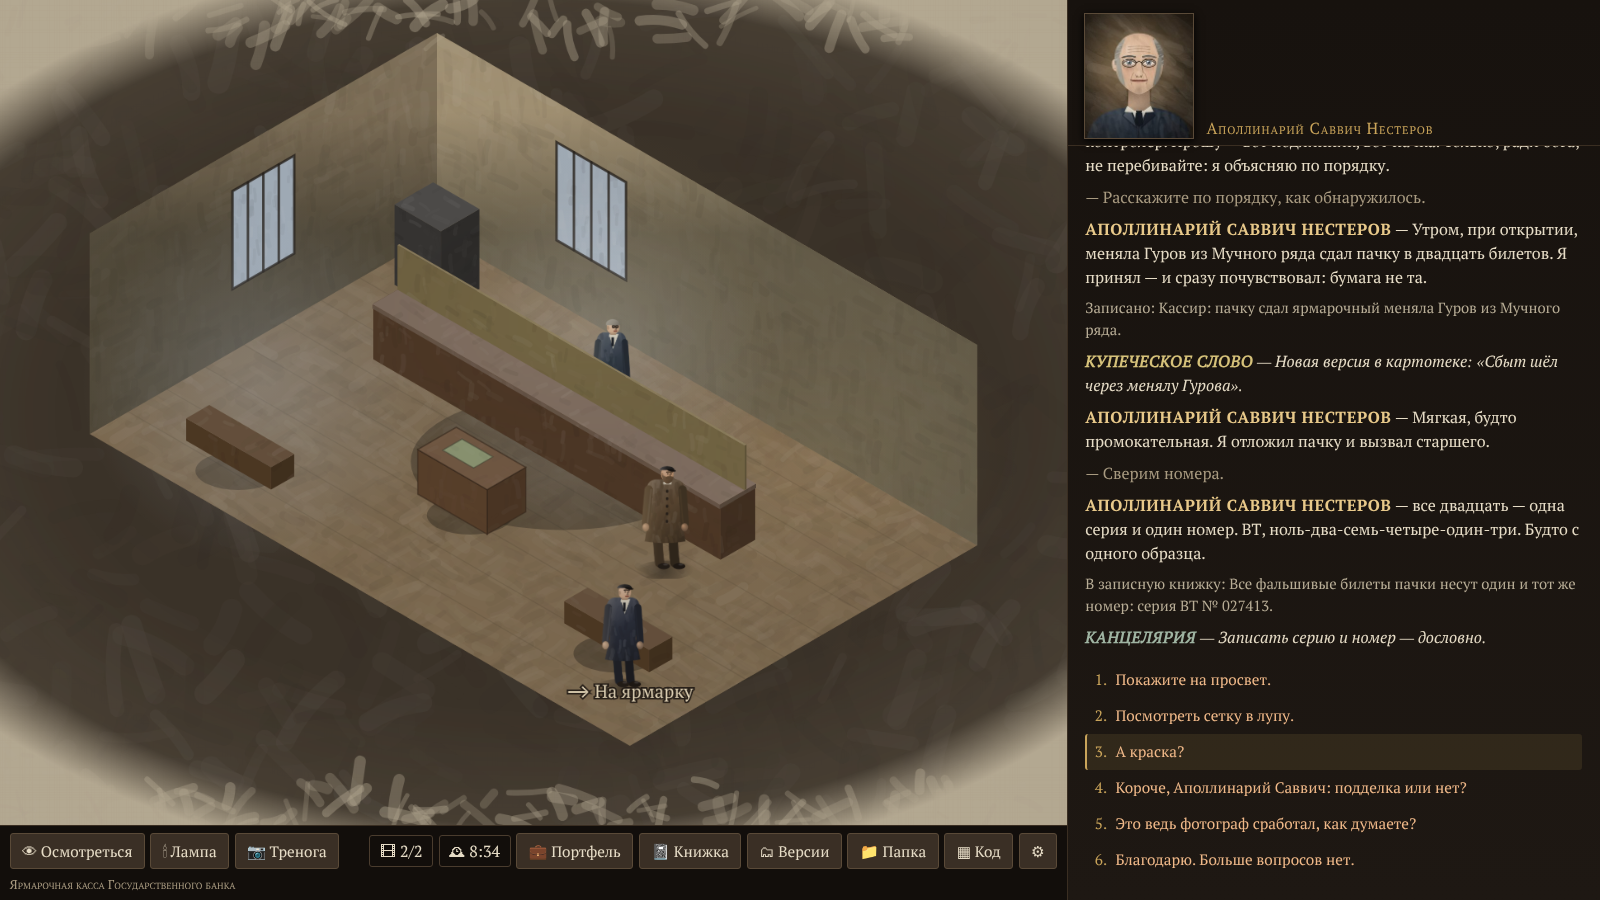 Аполлинарий Саввич Нестеров
не перебивайте: я объясняю по порядку.
— Расскажите по порядку, как обнаружилось.
АПОЛЛИНАРИЙ САВВИЧ НЕСТЕРОВ — Утром, при открытии,
меняла Гуров из Мучного ряда сдал пачку в двадцать билетов. Я
принял — и сразу почувствовал: бумага не та.
Записано: Кассир: пачку сдал ярмарочный меняла Гуров из Мучного
ряда.
КУПЕЧЕСКОЕ СЛОВО — Новая версия в картотеке: «Сбыт шёл
через менялу Гурова».
АПОЛЛИНАРИЙ САВВИЧ НЕСТЕРОВ — Мягкая, будто
промокательная. Я отложил пачку и вызвал старшего.
— Сверим номера.
АПОЛЛИНАРИЙ САВВИЧ НЕСТЕРОВ — все двадцать — одна
серия и один номер. ВТ, ноль-два-семь-четыре-один-три. Будто с
одного образца.
В записную книжку: Все фальшивые билеты пачки несут один и тот же
номер: серия ВТ № 027413.
КАНЦЕЛЯРИЯ — Записать серию и номер — дословно.
1. Покажите на просвет.
2. Посмотреть сетку в лупу.
3. А краска?
4. Короче, Аполлинарий Саввич: подделка или нет?
5. Это ведь фотограф сработал, как думаете?
6. Благодарю. Больше вопросов нет.
→ На ярмарку
Осмотреться Лампа Тренога 2/2 8:34 Портфель Книжка Версии Папка Код
Ярмарочная касса Государственного банка